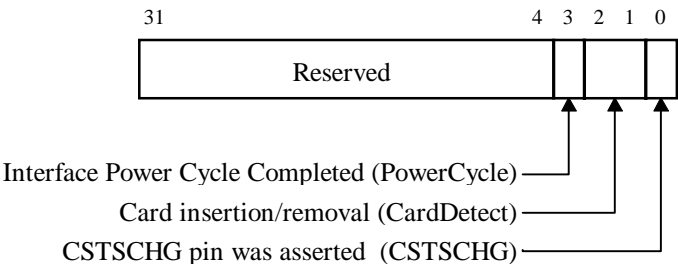 31 4 3 2 1 0
Reserved
Interface Power Cycle Completed (PowerCycle)
Card insertion/removal (CardDetect)
CSTSCHG pin was asserted (CSTSCHG)